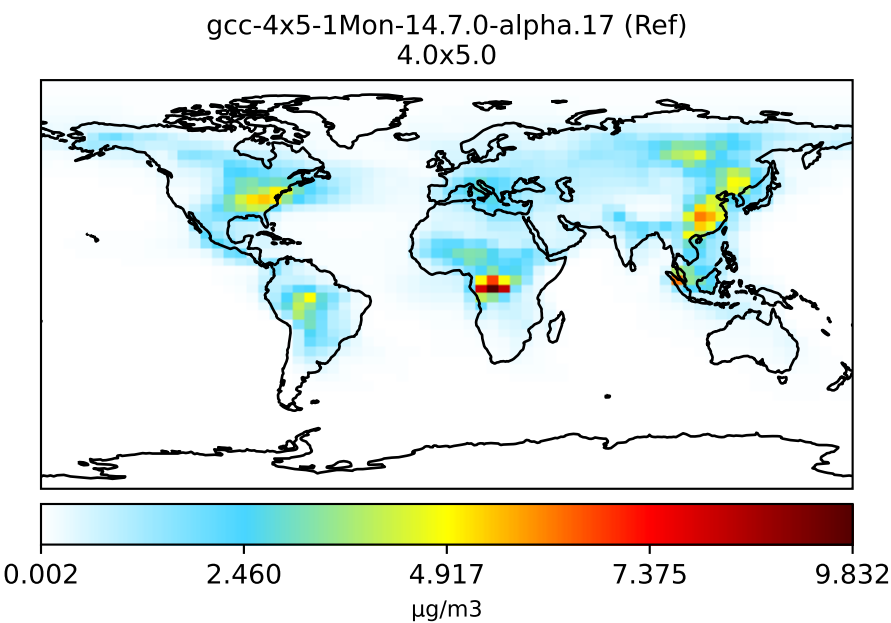 gcc-4x5-1Mon-14.7.0-alpha.17 (Ref)
4.0x5.0
0.002 2.460 4.917 7.375 9.832
μg/m3